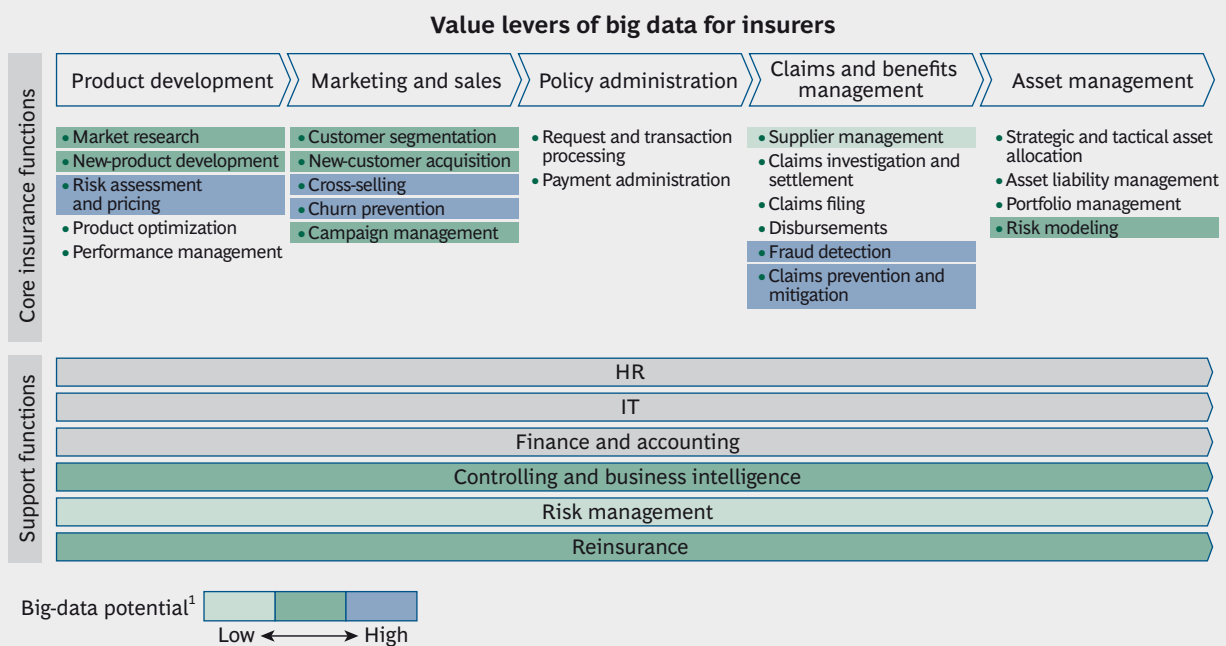 Value levers of big data for insurers
Core insurance functions
Product development
Marketing and sales
Policy administration
Claims and benefits
management
Asset management
• Market research
• New-product development
• Risk assessment
and pricing
• Product optimization
• Performance management
• Customer segmentation
• New-customer acquisition
• Cross-selling
• Churn prevention
• Campaign management
• Request and transaction
processing
• Payment administration
• Supplier management
• Claims investigation and
settlement
• Claims filing
• Disbursements
• Fraud detection
• Claims prevention and
mitigation
• Strategic and tactical asset
allocation
• Asset liability management
• Portfolio management
• Risk modeling
Support functions
HR
IT
Finance and accounting
Controlling and business intelligence
Risk management
Reinsurance
Big-data potential1
Low High